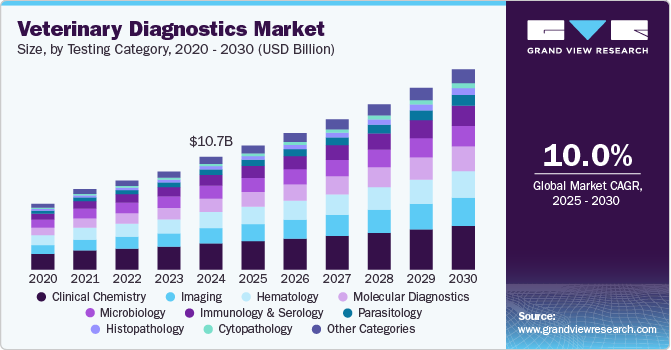 Veterinary Diagnostics Market
Size, by Testing Category, 2020 - 2030 (USD Billion)
$10.7B
2020 2021 2022 2023 2024 2025 2026 2027 2028 2029 2030
Clinical Chemistry Imaging Hematology Molecular Diagnostics
Microbiology Immunology & Serology Parasitology
Histopathology Cytopathology Other Categories
GRAND VIEW RESEARCH
10.0%
Global Market CAGR,
2025 - 2030
Source:
www.grandviewresearch.com